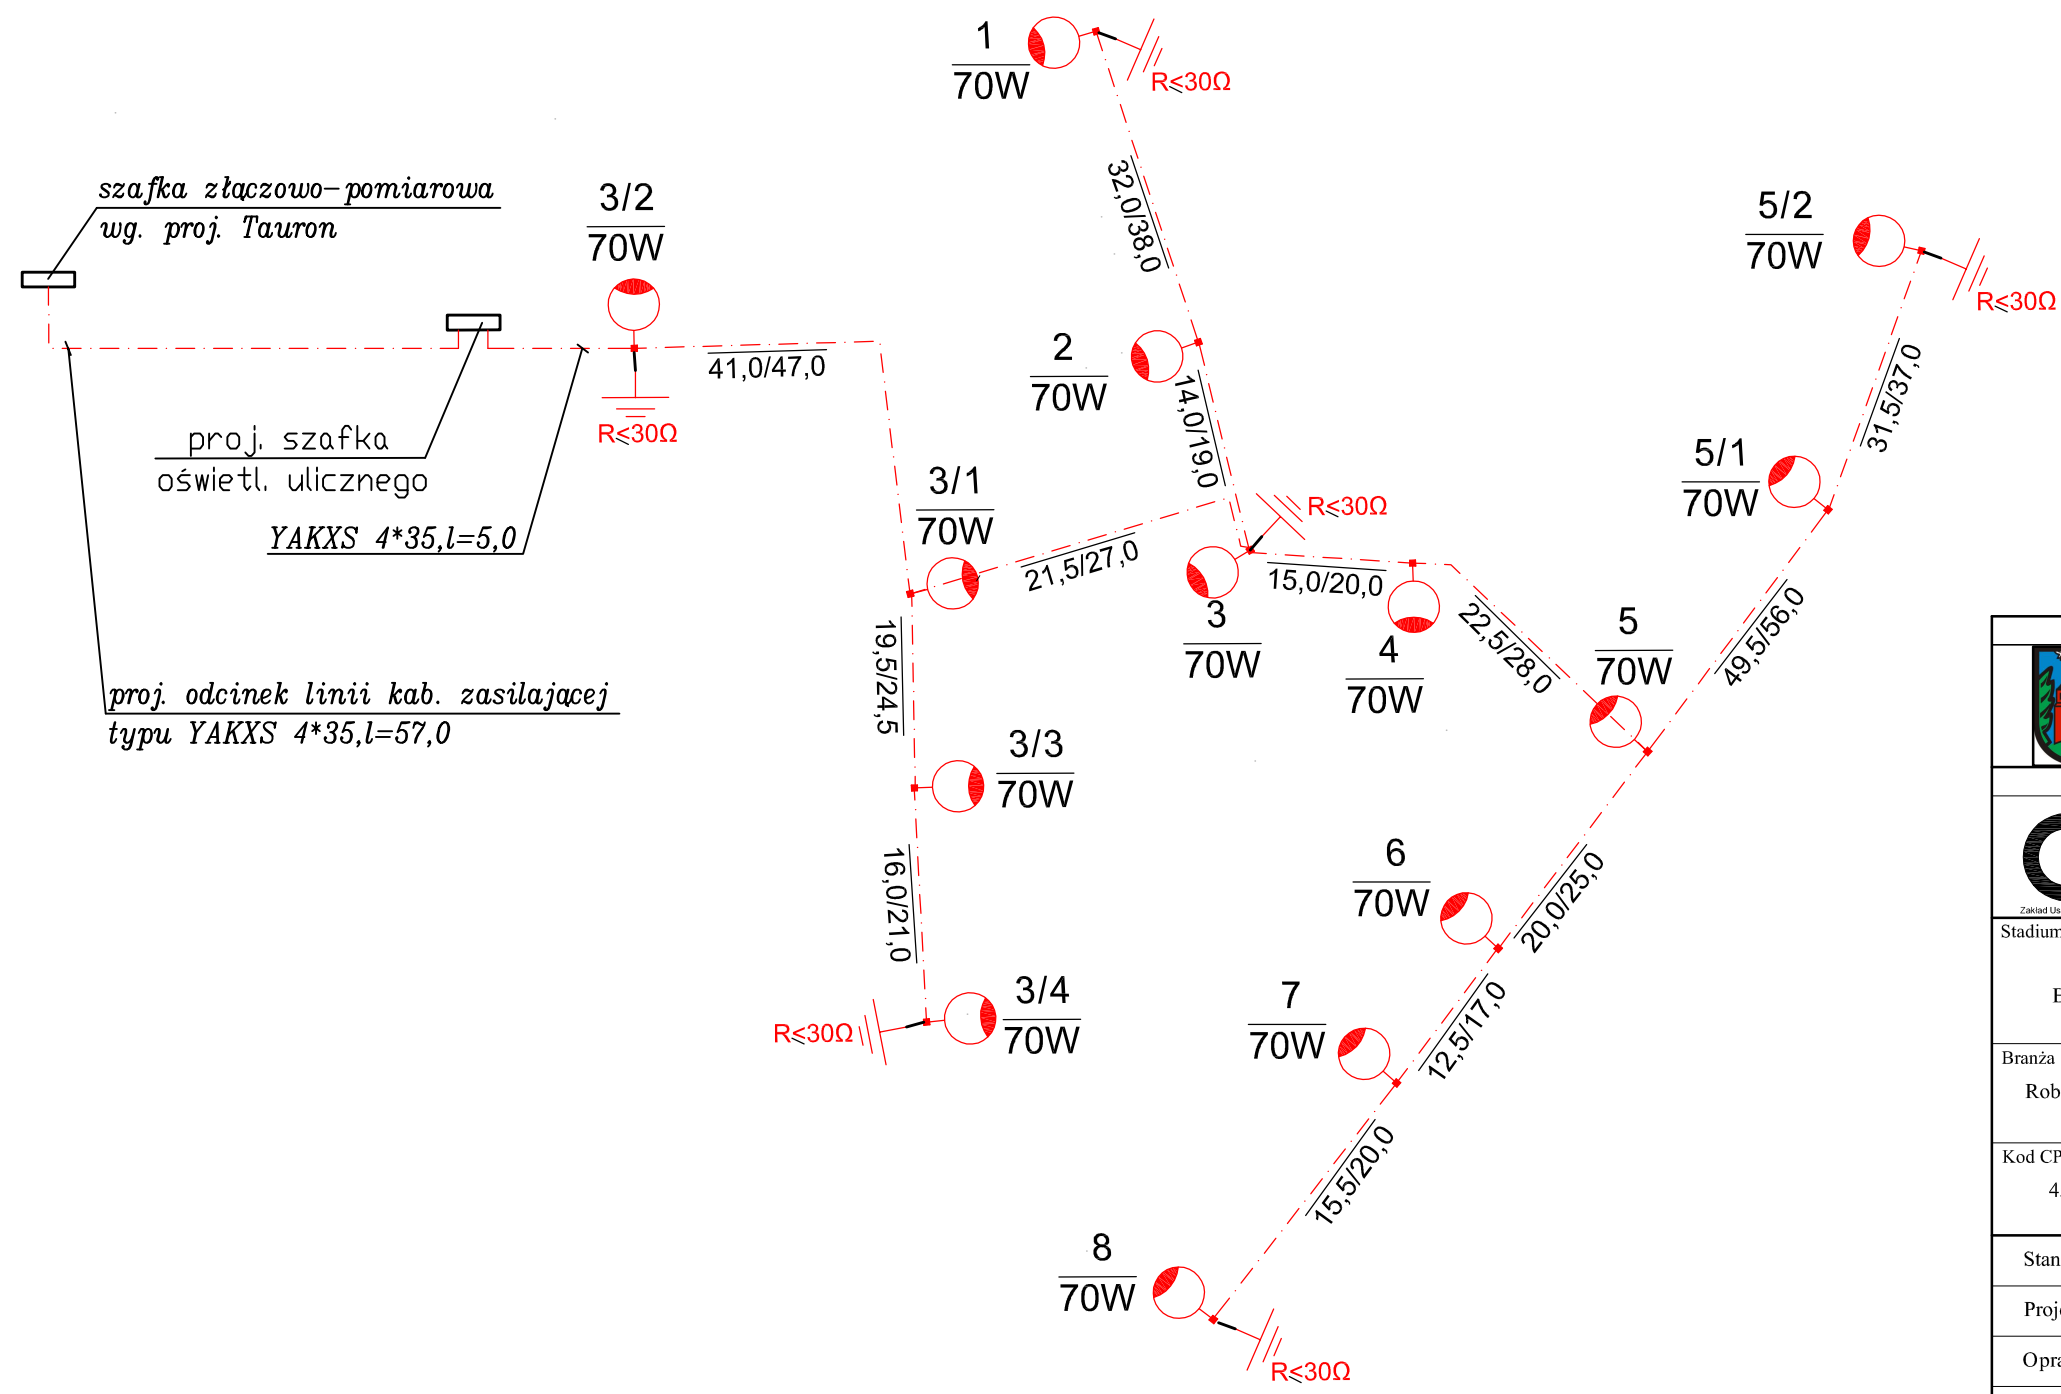 1
70W
R≤30Ω
32,0/38,0
szafka złączowo-pomiarowa
wg. proj. Tauron
3/2
70W
R≤30Ω
41,0/47,0
5/2
70W
R≤30Ω
2
70W
14,0/19,0
31,5/37,0
proj. szafka
oświetl. ulicznego
YAKXS 4*35,l=5,0
3/1
70W
21,5/27,0
R≤30Ω
3
70W
15,0/20,0
4
70W
22,5/28,0
5
70W
49,5/56,0
5/1
70W
proj. odcinek linii kab. zasilającej
typu YAKXS 4*35,l=57,0
19,5/24,5
3/3
70W
16,0/21,0
R≤30Ω
3/4
70W
6
70W
20,0/25,0
7
70W
12,5/17,0
15,5/20,0
8
70W
R≤30Ω
Zakład Us
Stadium
Branża
Rob
Kod CP
4
Stan
Proj
Opra